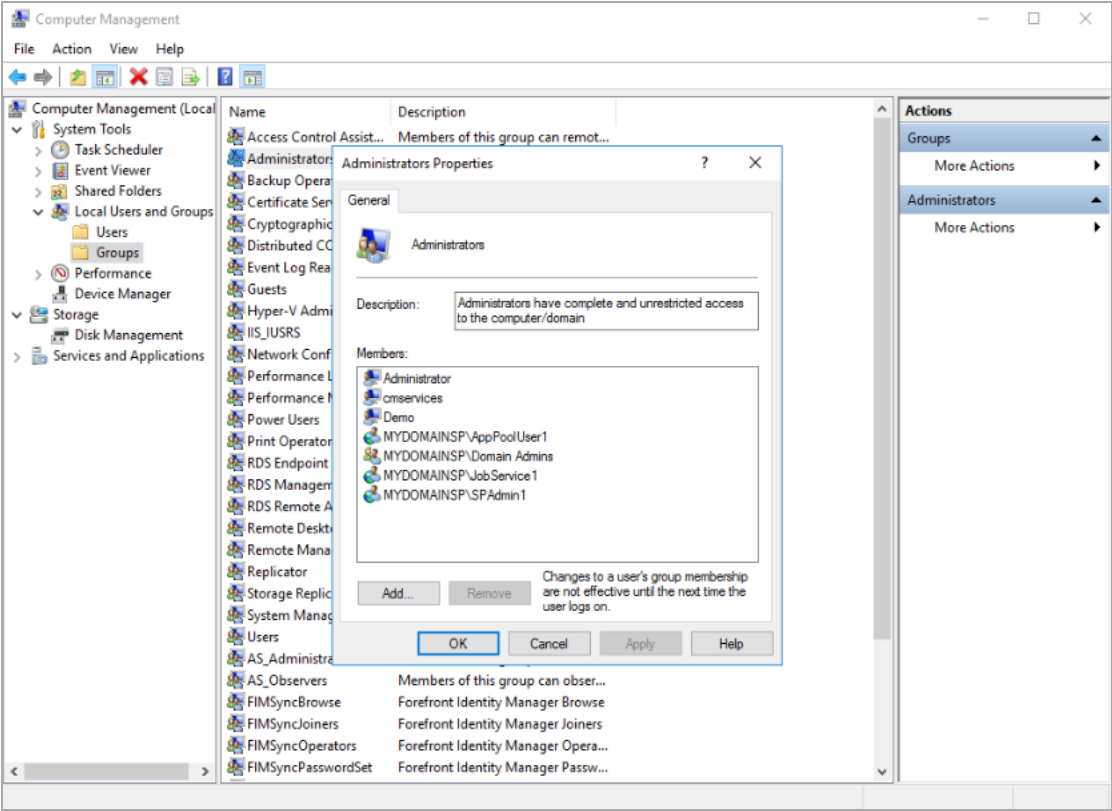 Computer Management
File Action View Help
Computer Management (Local
System Tools
Task Scheduler
Event Viewer
Shared Folders
Local Users and Groups
Users
Groups
Performance
Device Manager
Storage
Disk Management
Services and Applications
Name Description
Access Control Assist... Members of this group can remot...
Administrators
Backup Opera
Certificate Ser
Cryptographic
Distributed CO
Event Log Rea
Guests
Hyper-V Admi
IIS_IUSRS
Network Conf
Performance L
Performance M
Power Users
Print Operator
RDS Endpoint
RDS Managem
RDS Remote A
Remote Deskt
Remote Mana
Replicator
Storage Replic
System Manag
Users
AS_Administra
AS_Observers Members of this group can obser...
FIMSyncBrowse Forefront Identity Manager Browse
FIMSyncJoiners Forefront Identity Manager Joiners
FIMSyncOperators Forefront Identity Manager Opera...
FIMSyncPasswordSet Forefront Identity Manager Passw...
Administrators Properties ?
General
Administrators
Description: Administrators have complete and unrestricted access
to the computer/domain
Members:
Administrator
cmservices
Demo
MYDOMAINSP\AppPoolUser1
MYDOMAINSP\Domain Admins
MYDOMAINSP\JobService1
MYDOMAINSP\SPAdmin1
Add... Remove
Changes to a user's group membership
are not effective until the next time the
user logs on.
OK Cancel Apply Help
Actions
Groups
More Actions
Administrators
More Actions